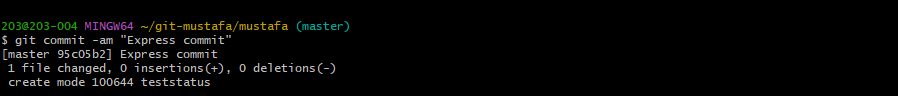 203@203-004 MINGW64 ~/git-mustafa/mustafa (master)
$ git commit -am "Express commit"
[master 95c05b2] Express commit
 1 file changed, 0 insertions(+), 0 deletions(-)
 create mode 100644 teststatus